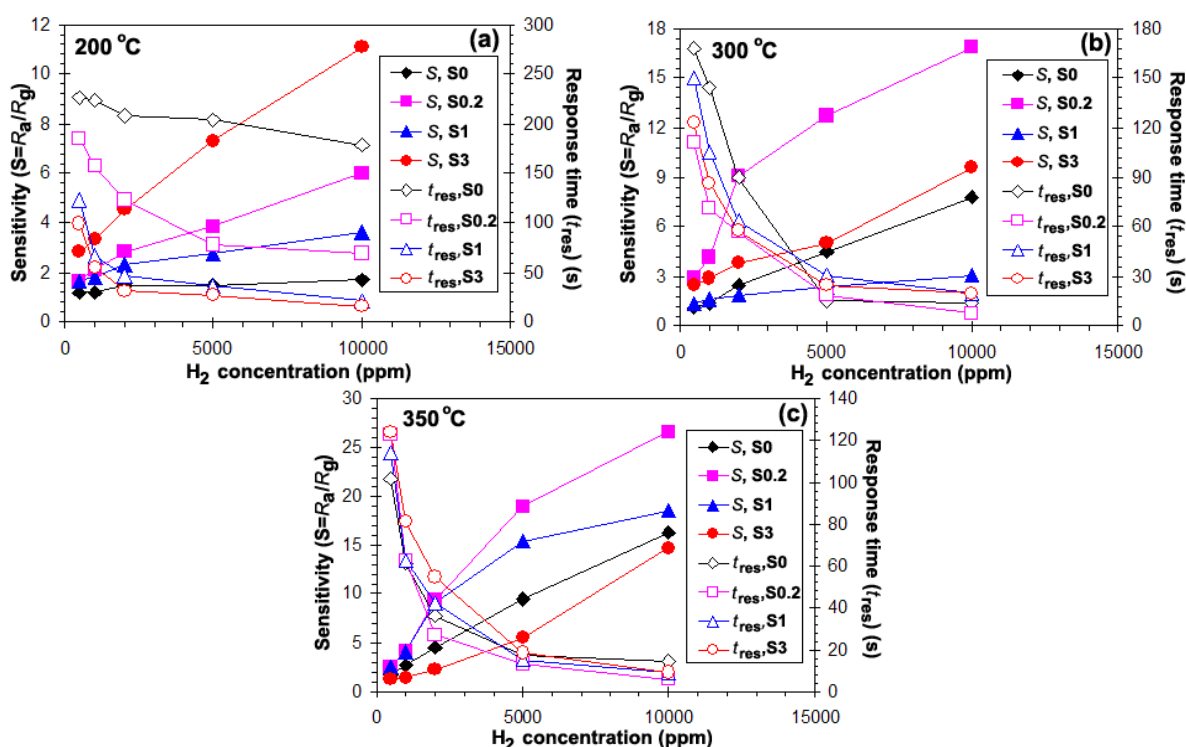 200 °C
(a)
Sensitivity (S=Ra/Rg)
12
10
8
6
4
2
0
300
250
200
150
100
50
0
Response time (tres) (s)
S, S0
S, S0.2
S, S1
S, S3
tres,S0
tres,S0.2
tres,S1
tres,S3
0 5000 10000 15000
H2 concentration (ppm)
300 °C
(b)
Sensitivity (S=Ra/Rg)
18
15
12
9
6
3
0
180
150
120
90
60
30
0
Response time (tres) (s)
S, S0
S, S0.2
S, S1
S, S3
tres,S0
tres,S0.2
tres,S1
tres,S3
0 5000 10000 15000
H2 concentration (ppm)
350 °C
(c)
Sensitivity (S=Ra/Rg)
30
25
20
15
10
5
0
140
120
100
80
60
40
20
0
Response time (tres) (s)
S, S0
S, S0.2
S, S1
S, S3
tres,S0
tres,S0.2
tres,S1
tres,S3
0 5000 10000 15000
H2 concentration (ppm)